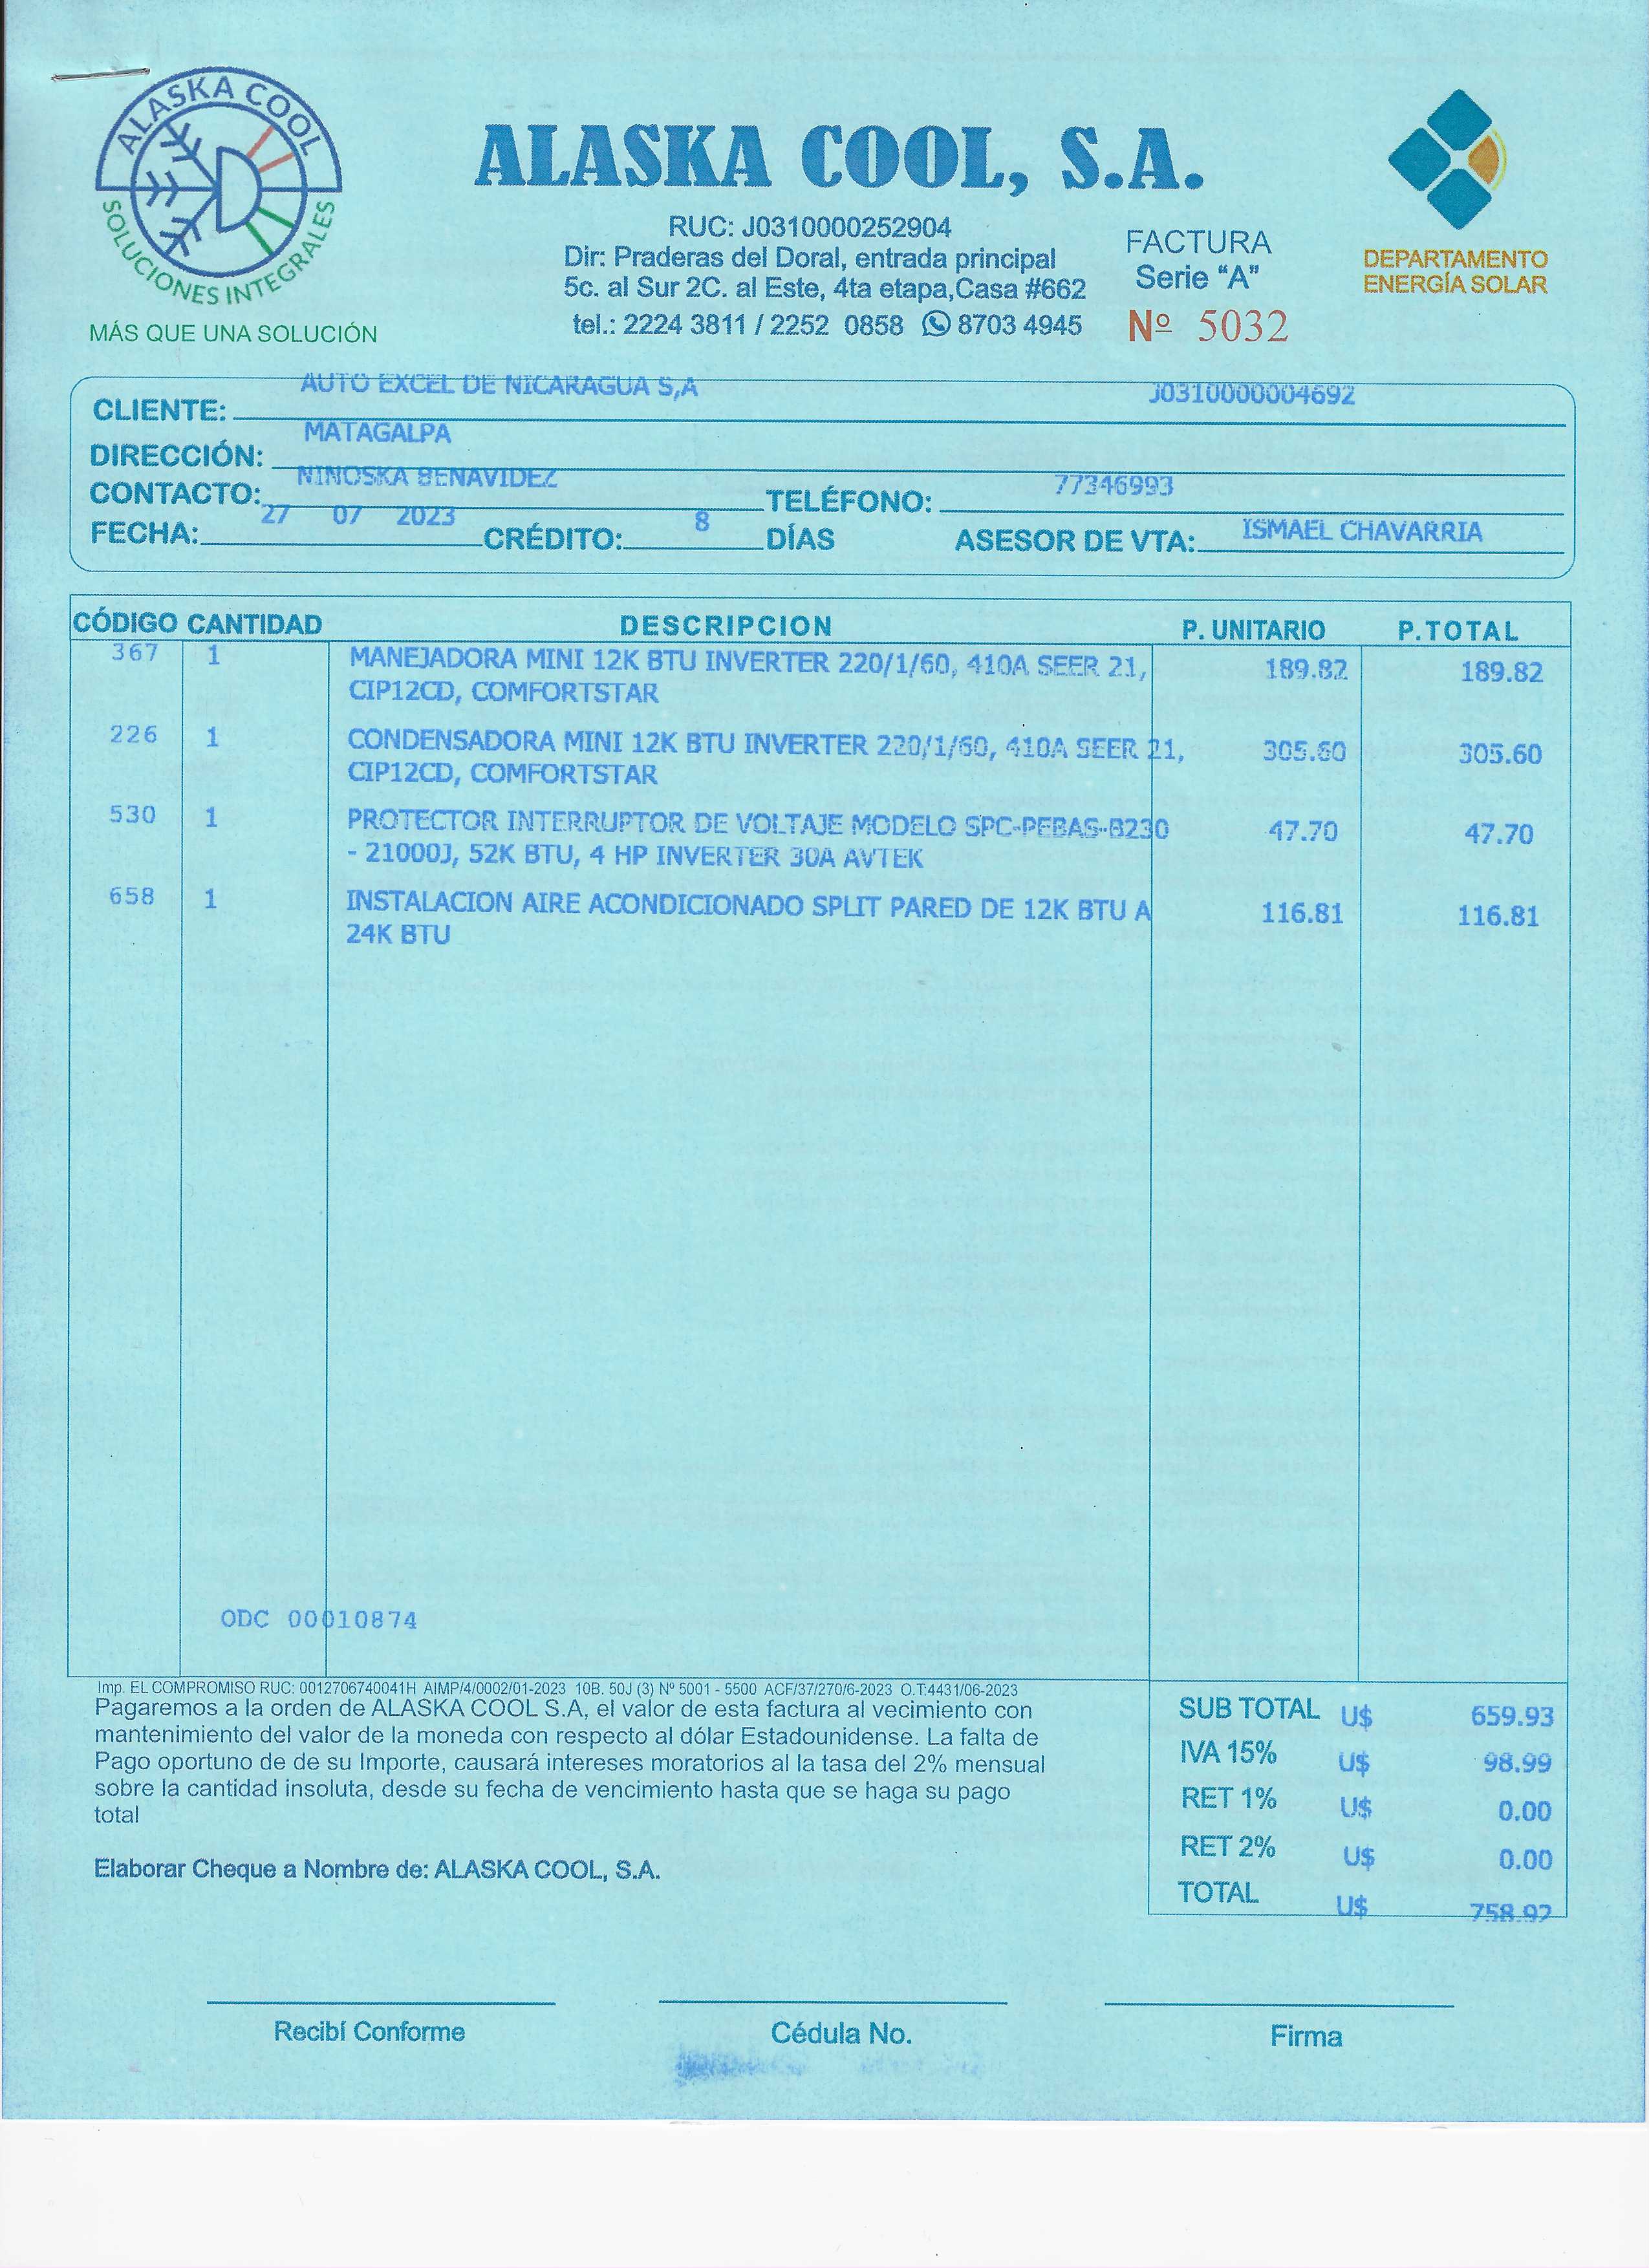 ALASKA COOL
SOLUCIONES INTEGRALES
MÁS QUE UNA SOLUCIÓN
ALASKA COOL, S.A.
RUC: J0310000252904
Dir: Praderas del Doral, entrada principal
5c. al Sur 2C. al Este, 4ta etapa,Casa #662
tel.: 2224 3811 / 2252 0858 8703 4945
FACTURA
Serie "A"
Nº 5032
DEPARTAMENTO
ENERGÍA SOLAR
CLIENTE: AUTO EXCEL DE NICARAGUA S,A J0310000004692
DIRECCIÓN: MATAGALPA
CONTACTO: NINOSKA BENAVIDEZ TELÉFONO: 77346993
FECHA: 27 07 2023 CRÉDITO: 8 DÍAS ASESOR DE VTA: ISMAEL CHAVARRIA
CÓDIGO CANTIDAD DESCRIPCION P. UNITARIO P.TOTAL
367 1 MANEJADORA MINI 12K BTU INVERTER 220/1/60, 410A SEER 21, 189.82 189.82
CIP12CD, COMFORTSTAR
226 1 CONDENSADORA MINI 12K BTU INVERTER 220/1/60, 410A SEER 21, 305.60 305.60
CIP12CD, COMFORTSTAR
530 1 PROTECTOR INTERRUPTOR DE VOLTAJE MODELO SPC-PEBAS-B230 47.70 47.70
- 21000J, 52K BTU, 4 HP INVERTER 30A AVTEK
658 1 INSTALACION AIRE ACONDICIONADO SPLIT PARED DE 12K BTU A 116.81 116.81
24K BTU
ODC 00010874
Imp. EL COMPROMISO RUC: 0012706740041H AIMP/4/0002/01-2023 10B. 50J (3) Nº 5001 - 5500 ACF/37/270/6-2023 O.T:4431/06-2023
Pagaremos a la orden de ALASKA COOL S.A, el valor de esta factura al vecimiento con
mantenimiento del valor de la moneda con respecto al dólar Estadounidense. La falta de
Pago oportuno de de su Importe, causará intereses moratorios al la tasa del 2% mensual
sobre la cantidad insoluta, desde su fecha de vencimiento hasta que se haga su pago
total
Elaborar Cheque a Nombre de: ALASKA COOL, S.A.
SUB TOTAL U$ 659.93
IVA 15% U$ 98.99
RET 1% U$ 0.00
RET 2% U$ 0.00
TOTAL U$ 758.92
Recibí Conforme
Cédula No.
Firma